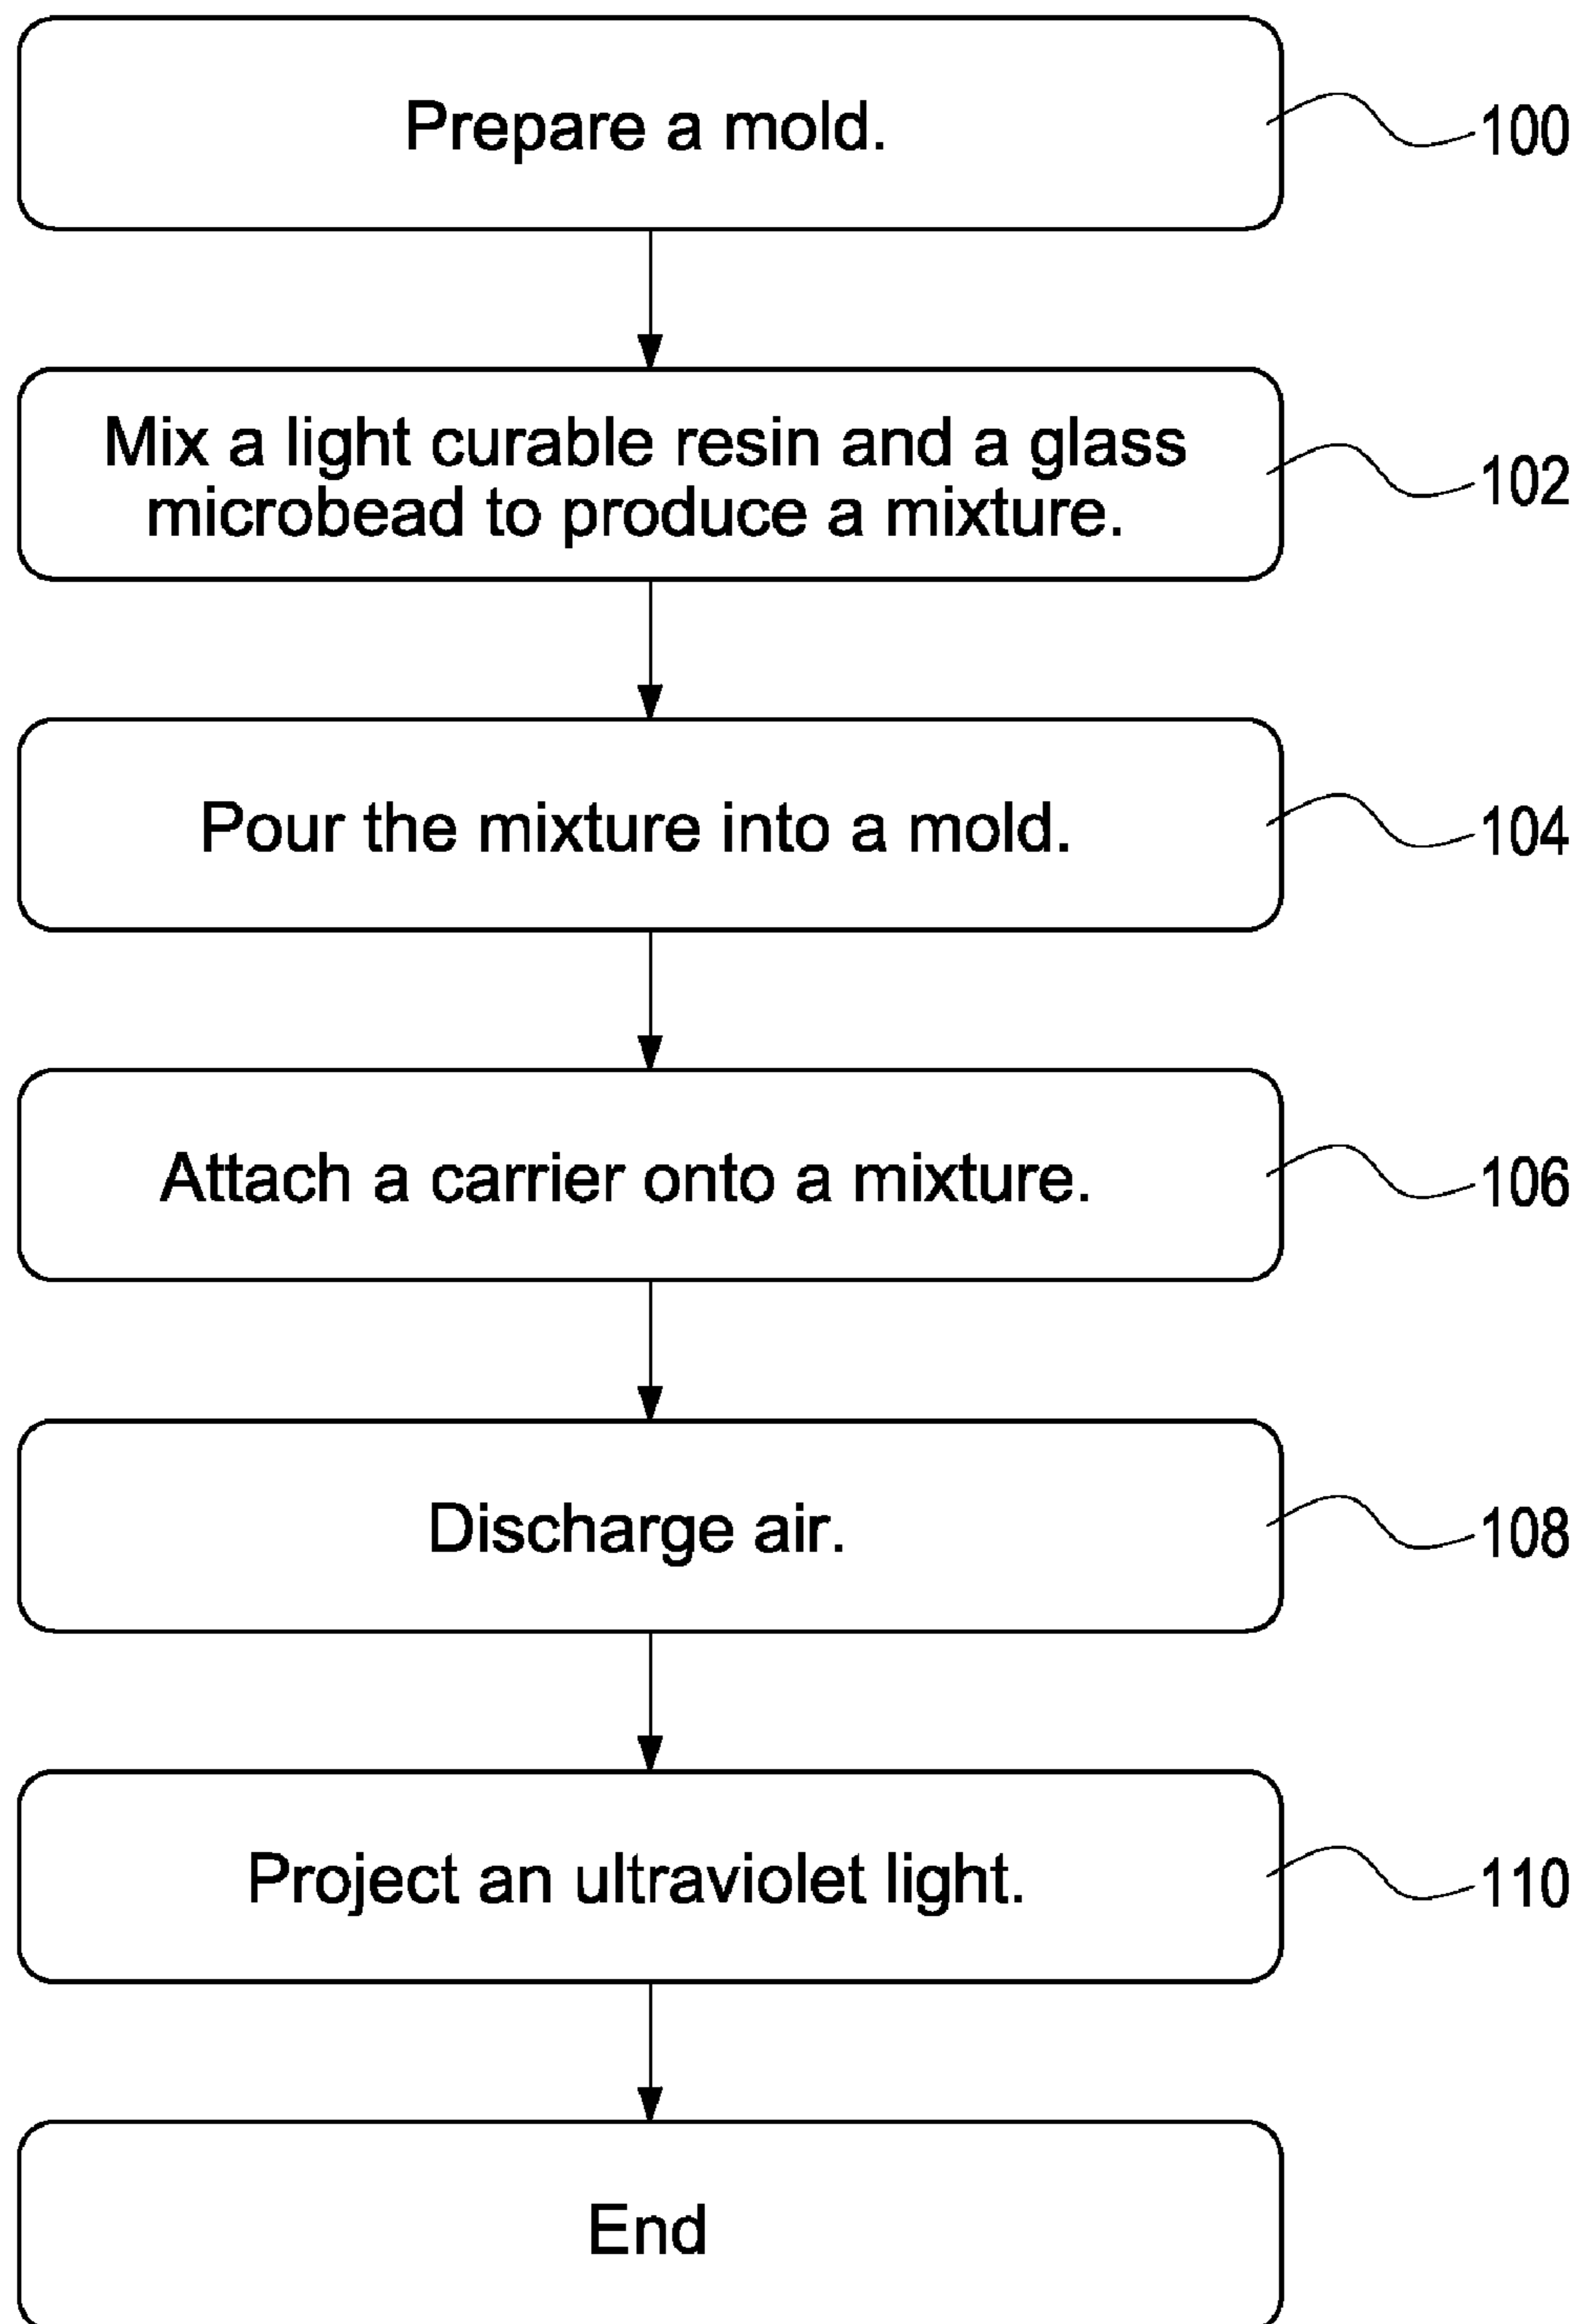 Prepare a mold.
100
Mix a light curable resin and a glass
microbead to produce a mixture.
102
Pour the mixture into a mold.
104
Attach a carrier onto a mixture.
106
Discharge air.
108
Project an ultraviolet light.
110
End